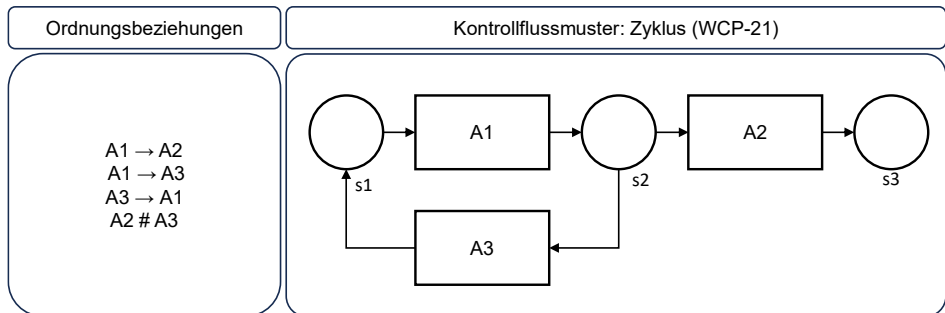 Ordnungsbeziehungen
Kontrollflussmuster: Zyklus (WCP-21)
A1 → A2
A1 → A3
A3 → A1
A2 # A3
A1
A2
s1
s2
s3
A3